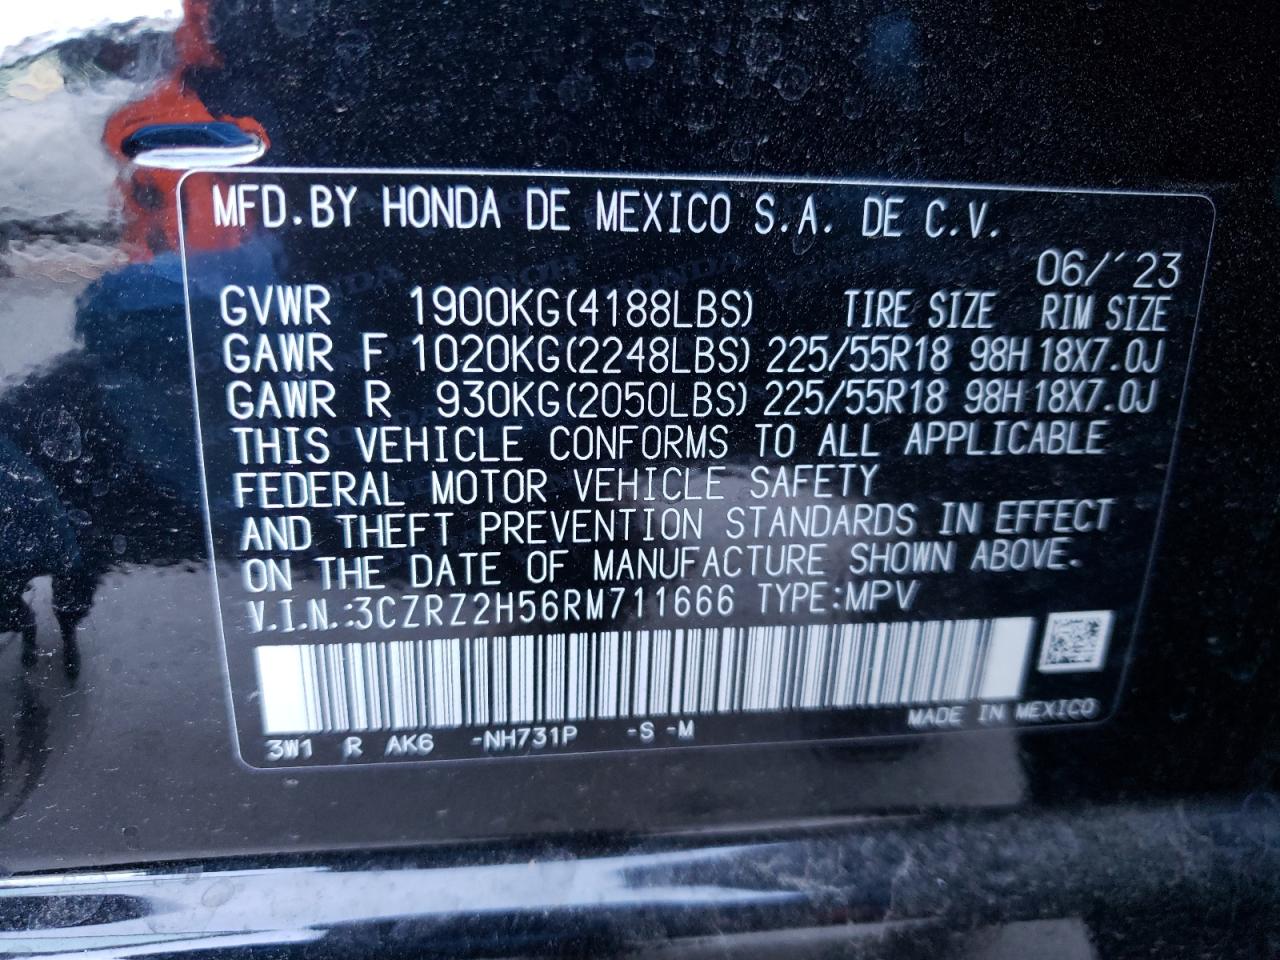 MFD.BY HONDA DE MEXICO S.A. DE C.V.
06/´23
GVWR 1900KG(4188LBS) TIRE SIZE RIM SIZE
GAWR F 1020KG(2248LBS) 225/55R18 98H 18X7.0J
GAWR R 930KG(2050LBS) 225/55R18 98H 18X7.0J
THIS VEHICLE CONFORMS TO ALL APPLICABLE
FEDERAL MOTOR VEHICLE SAFETY
AND THEFT PREVENTION STANDARDS IN EFFECT
ON THE DATE OF MANUFACTURE SHOWN ABOVE.
V.I.N.:3CZRZ2H56RM711666 TYPE:MPV
MADE IN MEXICO
3W1 R AK6 -NH731P -S -M